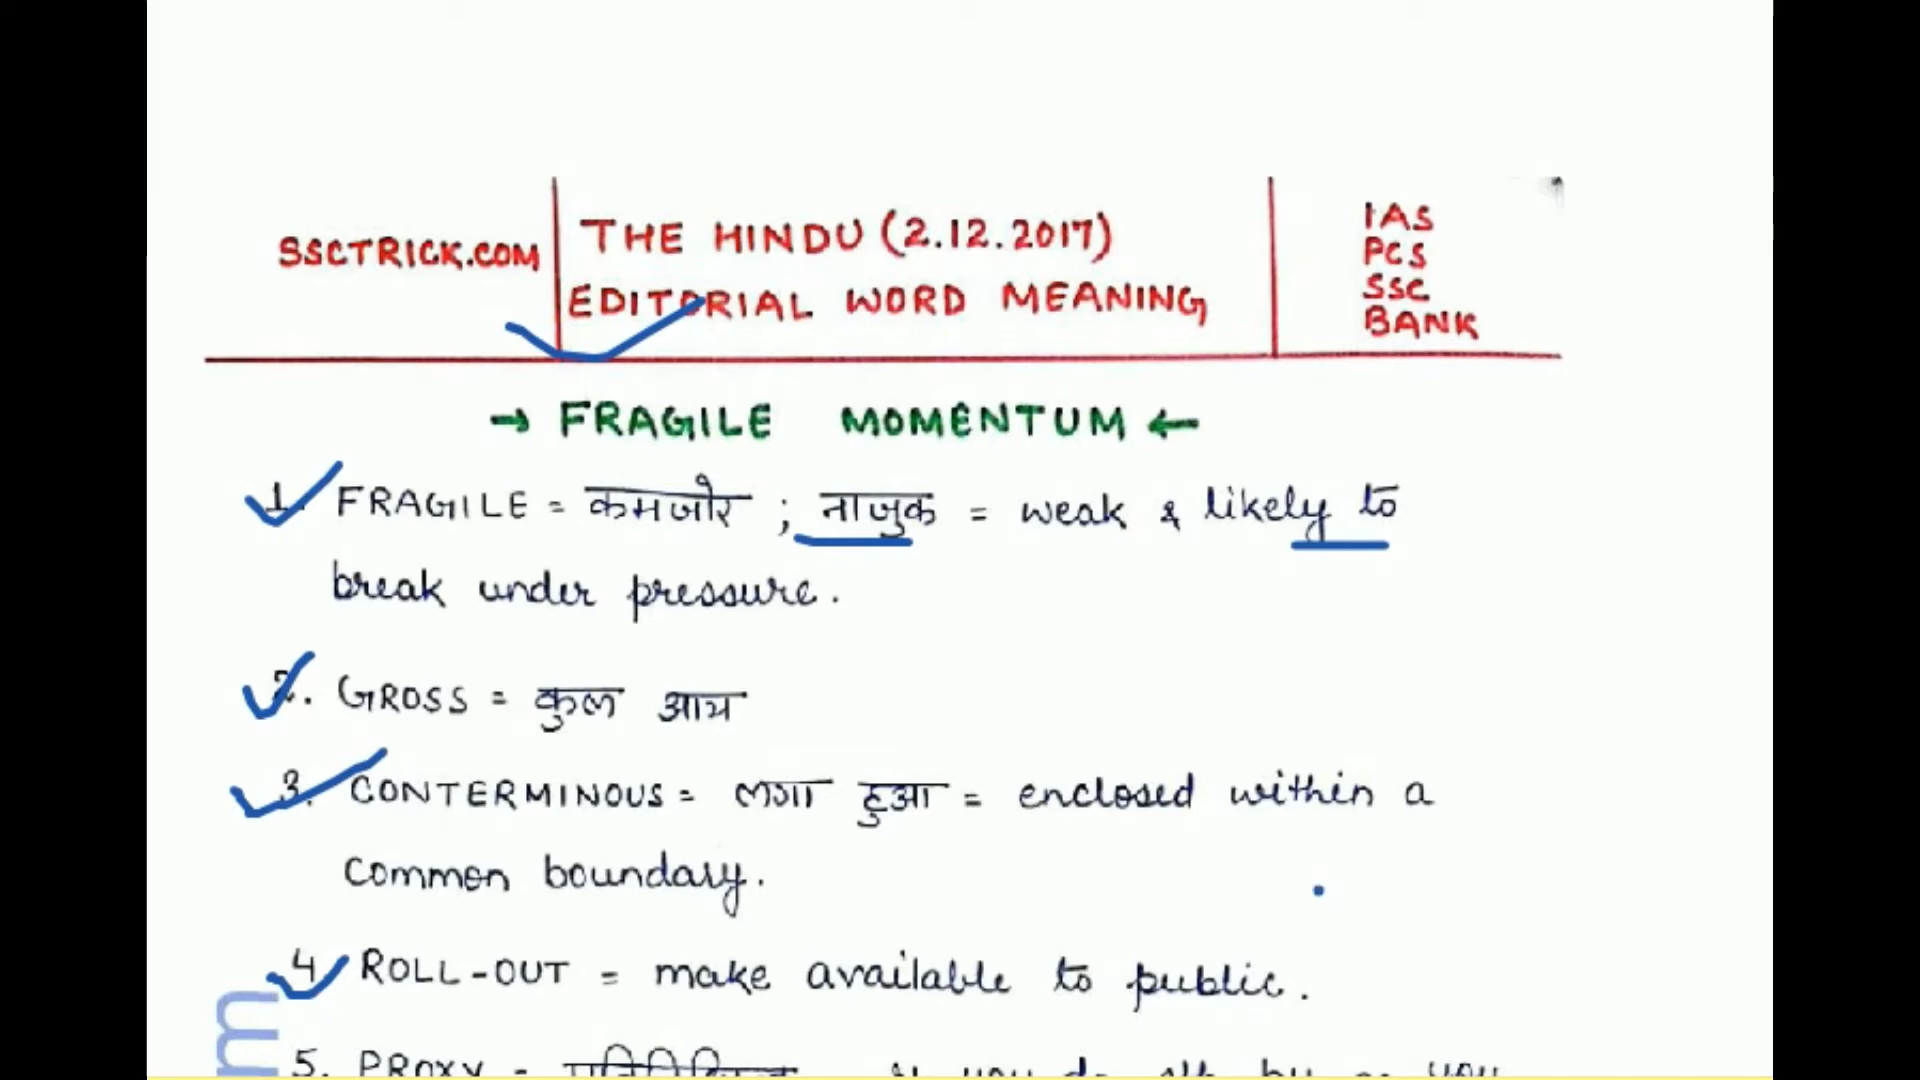 SSCTRICK.COM
THE HINDU (2.12.2017)
EDITORIAL WORD MEANING
IAS
PCS
SSC
BANK
→ FRAGILE MOMENTUM ←
1. FRAGILE = कमजोर ; नाजुक = weak & likely to
break under pressure.
2. GROSS = कुल आय
3. CONTERMINOUS = लगा हुआ = enclosed within a
common boundary.
4 ROLL-OUT = make available to public.
5. PROXY =
m